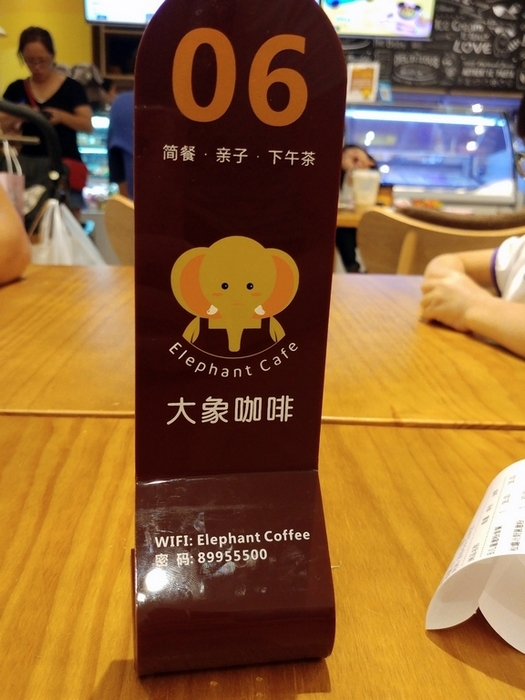 06
简餐 · 亲子 · 下午茶
Elephant Cafe
大象咖啡
WIFI: Elephant Coffee
密 码: 89955500
LOVE